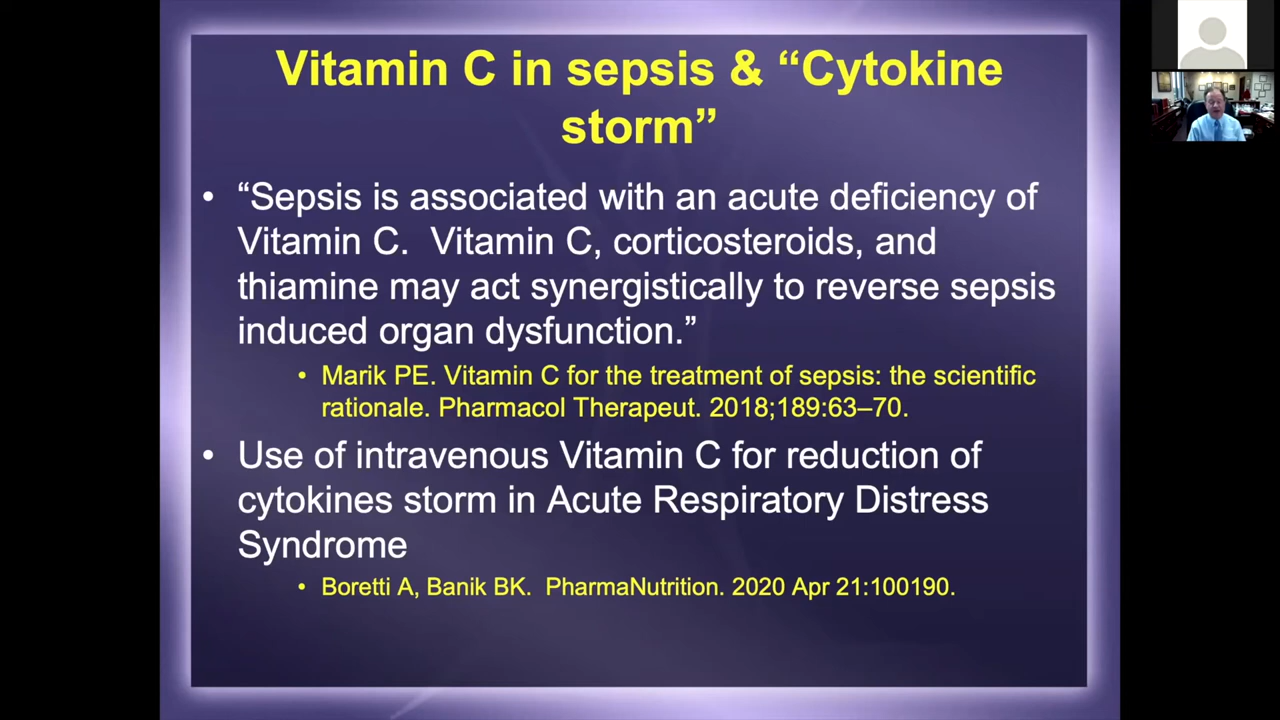 Vitamin C in sepsis & “Cytokine
storm”
• “Sepsis is associated with an acute deficiency of
Vitamin C.  Vitamin C, corticosteroids, and
thiamine may act synergistically to reverse sepsis
induced organ dysfunction.”
• Marik PE. Vitamin C for the treatment of sepsis: the scientific
rationale. Pharmacol Therapeut. 2018;189:63–70.
• Use of intravenous Vitamin C for reduction of
cytokines storm in Acute Respiratory Distress
Syndrome
• Boretti A, Banik BK.  PharmaNutrition. 2020 Apr 21:100190.